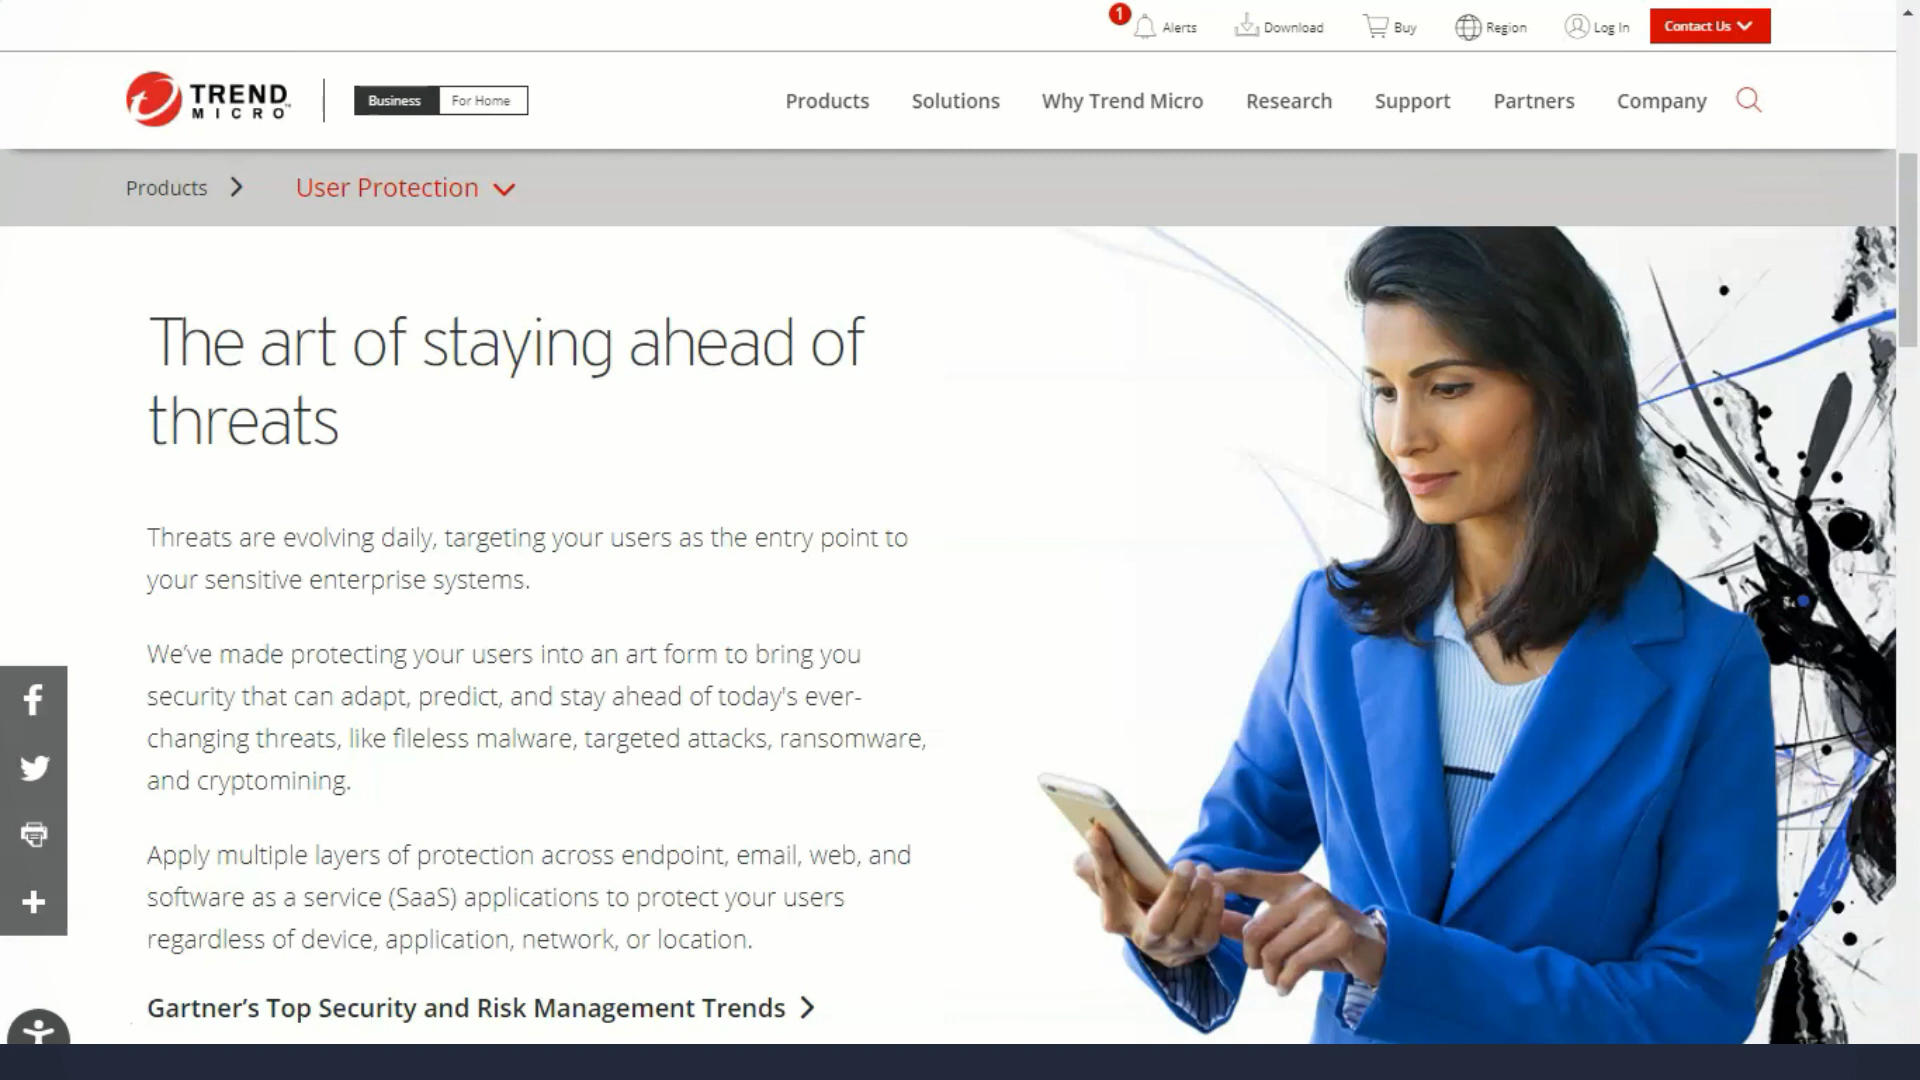 1
Alerts
Download
Buy
Region
Log In
Contact Us
TREND
MICRO
Business
For Home
Products
Solutions
Why Trend Micro
Research
Support
Partners
Company
Products
User Protection
The art of staying ahead of
threats
Threats are evolving daily, targeting your users as the entry point to
your sensitive enterprise systems.
We've made protecting your users into an art form to bring you
security that can adapt, predict, and stay ahead of today's ever-
changing threats, like fileless malware, targeted attacks, ransomware,
and cryptomining.
Apply multiple layers of protection across endpoint, email, web, and
software as a service (SaaS) applications to protect your users
regardless of device, application, network, or location.
Gartner's Top Security and Risk Management Trends